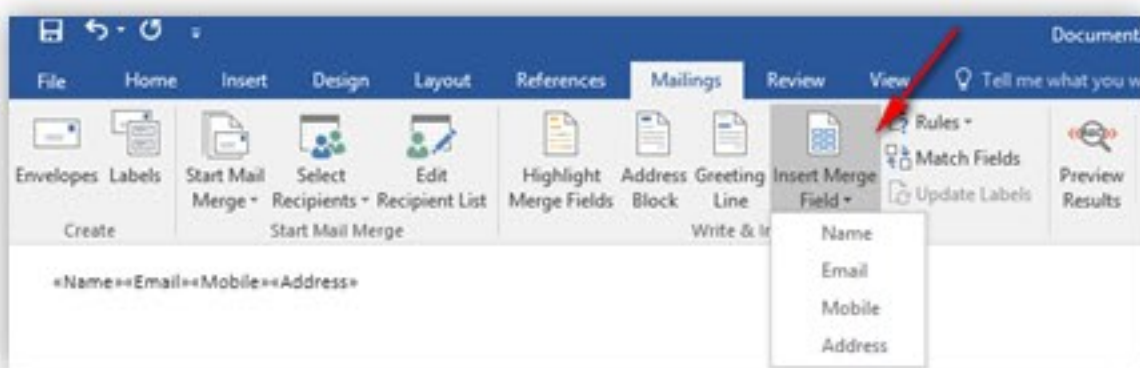 Document
File Home Insert Design Layout References Mailings Review View Tell me what you w
Envelopes Labels Start Mail Merge Select Recipients Edit Recipient List Highlight Merge Fields Address Block Greeting Line Insert Merge Field Rules Match Fields Update Labels Preview Results
Create Start Mail Merge Write & In
«Name»«Email»«Mobile»«Address»
Name
Email
Mobile
Address